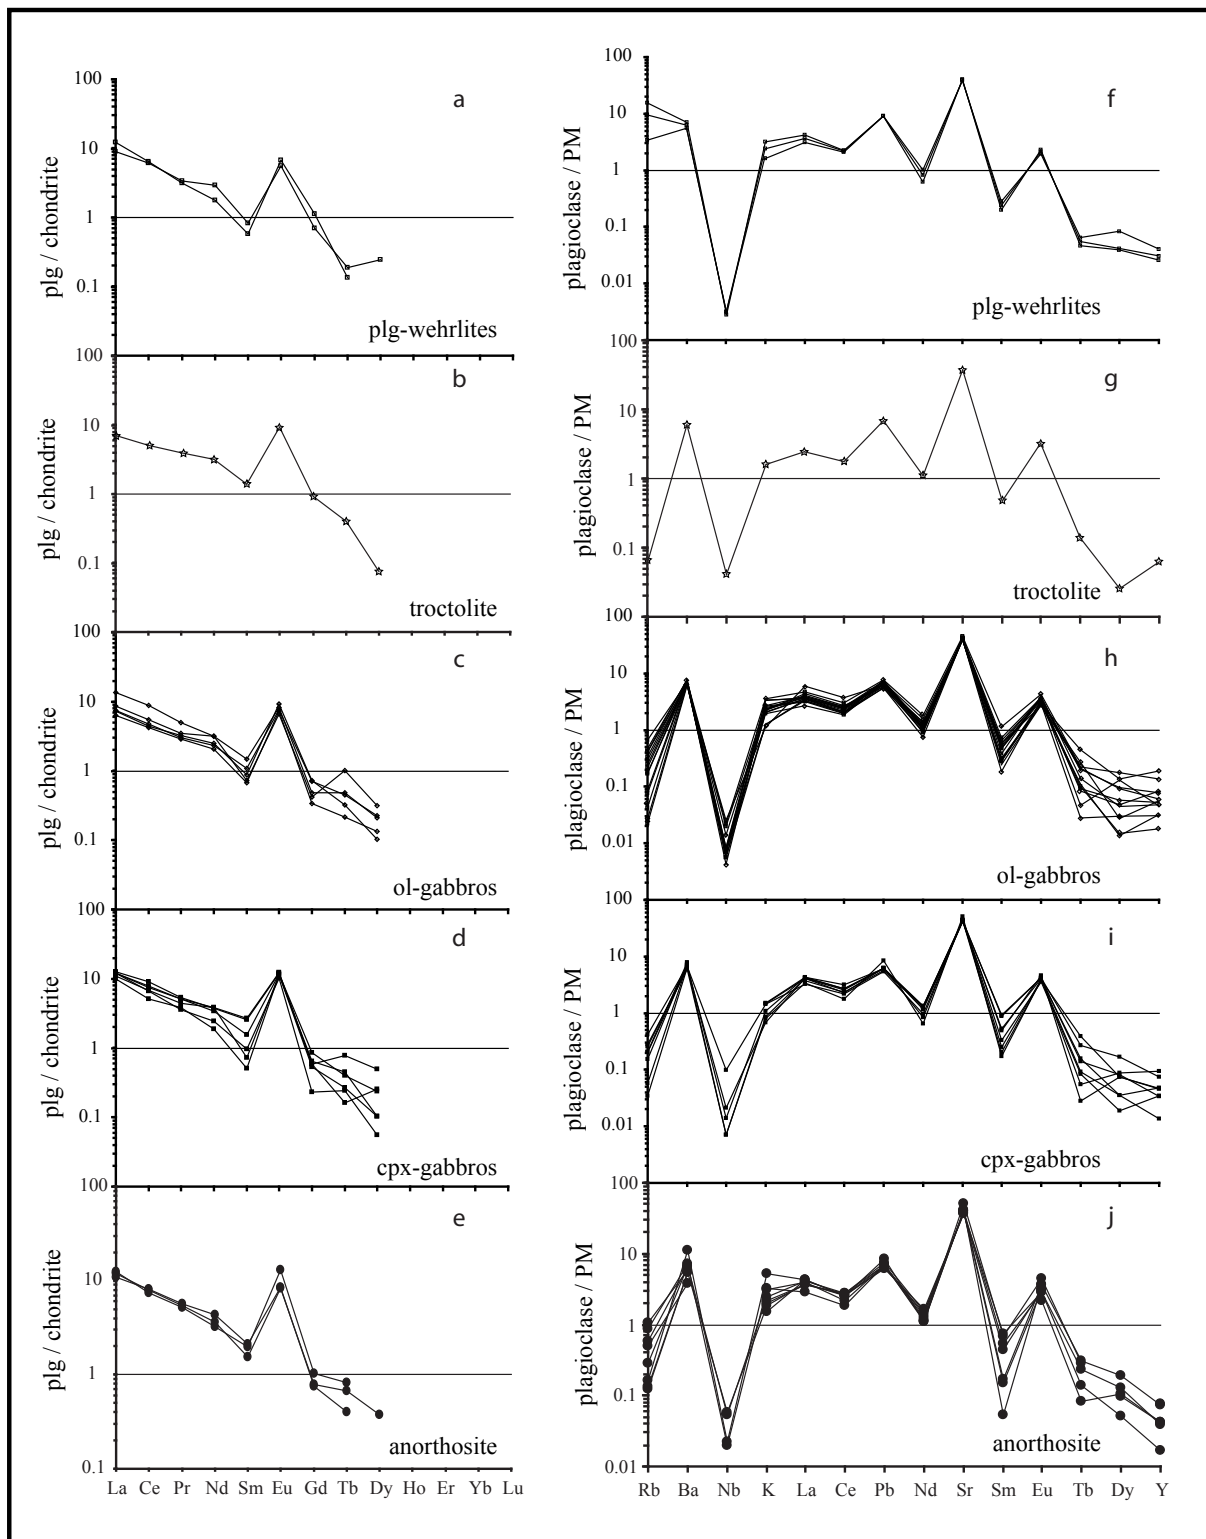 a
100
10
1
0.1
plg / chondrite
plg-wehrlites
b
100
10
1
0.1
plg / chondrite
troctolite
c
100
10
1
0.1
plg / chondrite
ol-gabbros
d
100
10
1
0.1
plg / chondrite
cpx-gabbros
e
100
10
1
0.1
plg / chondrite
anorthosite
La Ce Pr Nd Sm Eu Gd Tb Dy Ho Er Yb Lu
f
100
10
1
0.1
0.01
plagioclase / PM
plg-wehrlites
g
100
10
1
0.1
plagioclase / PM
troctolite
h
100
10
1
0.1
0.01
plagioclase / PM
ol-gabbros
i
100
10
1
0.1
0.01
plagioclase / PM
cpx-gabbros
j
100
10
1
0.1
0.01
plagioclase / PM
anorthosite
Rb Ba Nb K La Ce Pb Nd Sr Sm Eu Tb Dy Y